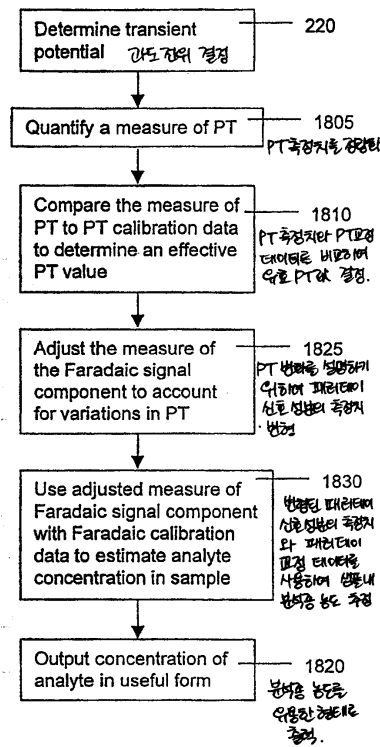 Determine transient
potential 과도 전위 결정
220
Quantify a measure of PT
1805
PT 측정치를 정량화
Compare the measure of
PT to PT calibration data
to determine an effective
PT value
1810
PT 측정치와 PT교정
데이터를 비교하여
유효 PT값 결정.
Adjust the measure of
the Faradaic signal
component to account
for variations in PT
1825
PT 변화를 설명하기
위하여 패러데이
신호 성분의 측정치
변형
Use adjusted measure of
Faradaic signal component
with Faradaic calibration
data to estimate analyte
concentration in sample
1830
변형된 패러데이
신호성분의 측정치
와 패러데이
교정 데이터를
사용하여 샘플내
분석종 농도 추정
Output concentration of
analyte in useful form
1820
분석종 농도를
유용한 형태로
출력.